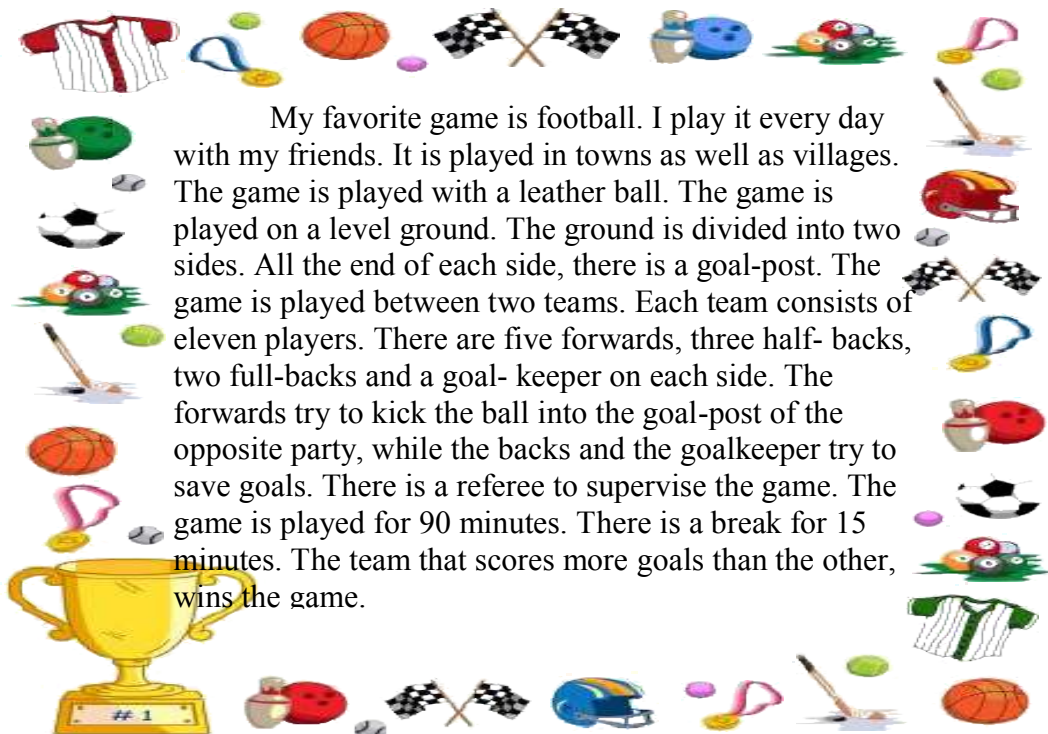 My favorite game is football. I play it every day
with my friends. It is played in towns as well as villages.
The game is played with a leather ball. The game is
played on a level ground. The ground is divided into two
sides. All the end of each side, there is a goal-post. The
game is played between two teams. Each team consists of
eleven players. There are five forwards, three half- backs,
two full-backs and a goal- keeper on each side. The
forwards try to kick the ball into the goal-post of the
opposite party, while the backs and the goalkeeper try to
save goals. There is a referee to supervise the game. The
game is played for 90 minutes. There is a break for 15
minutes. The team that scores more goals than the other,
wins the game.
# 1